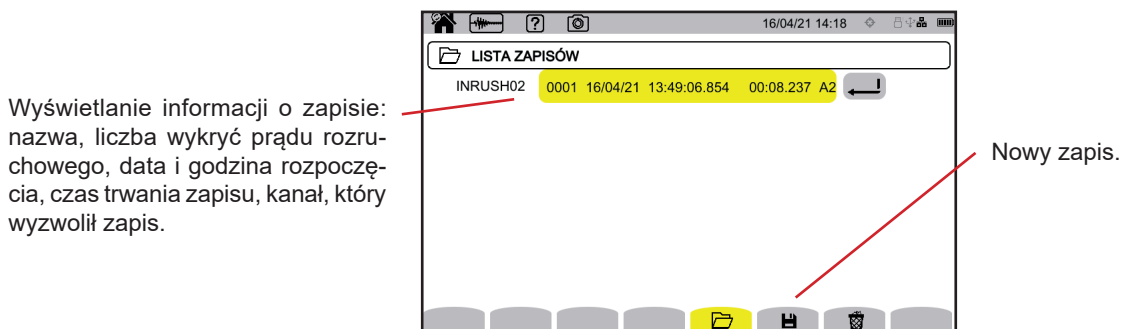 16/04/21 14:18
LISTA ZAPISÓW
INRUSH02 0001 16/04/21 13:49:06.854 00:08.237 A2
Wyświetlanie informacji o zapisie:
nazwa, liczba wykryć prądu rozru-
chowego, data i godzina rozpoczę-
cia, czas trwania zapisu, kanał, który
wyzwolił zapis.
Nowy zapis.